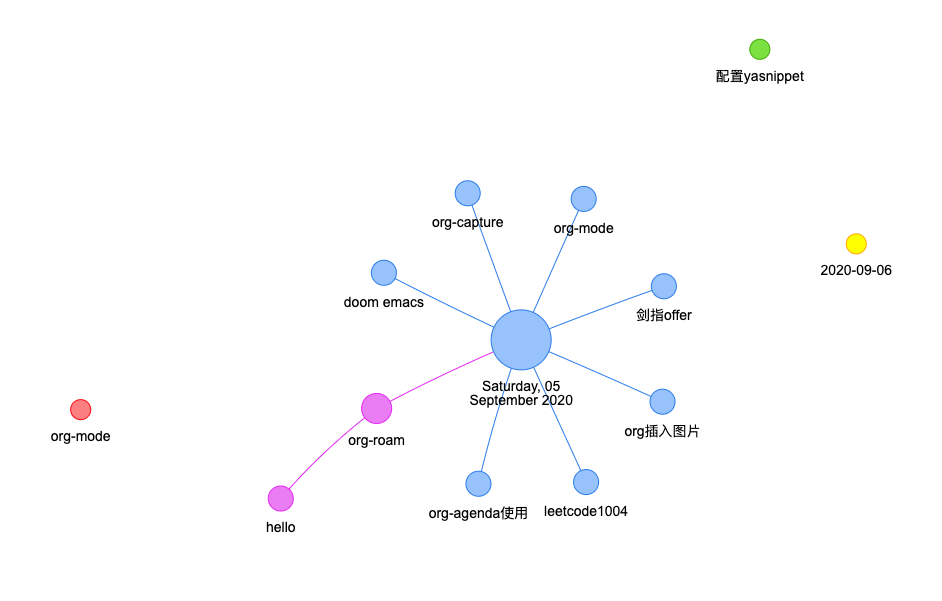 配置yasnippet
org-capture
org-mode
2020-09-06
doom emacs
剑指offer
Saturday, 05
September 2020
org-mode
org-roam
org插入图片
org-agenda使用
leetcode1004
hello